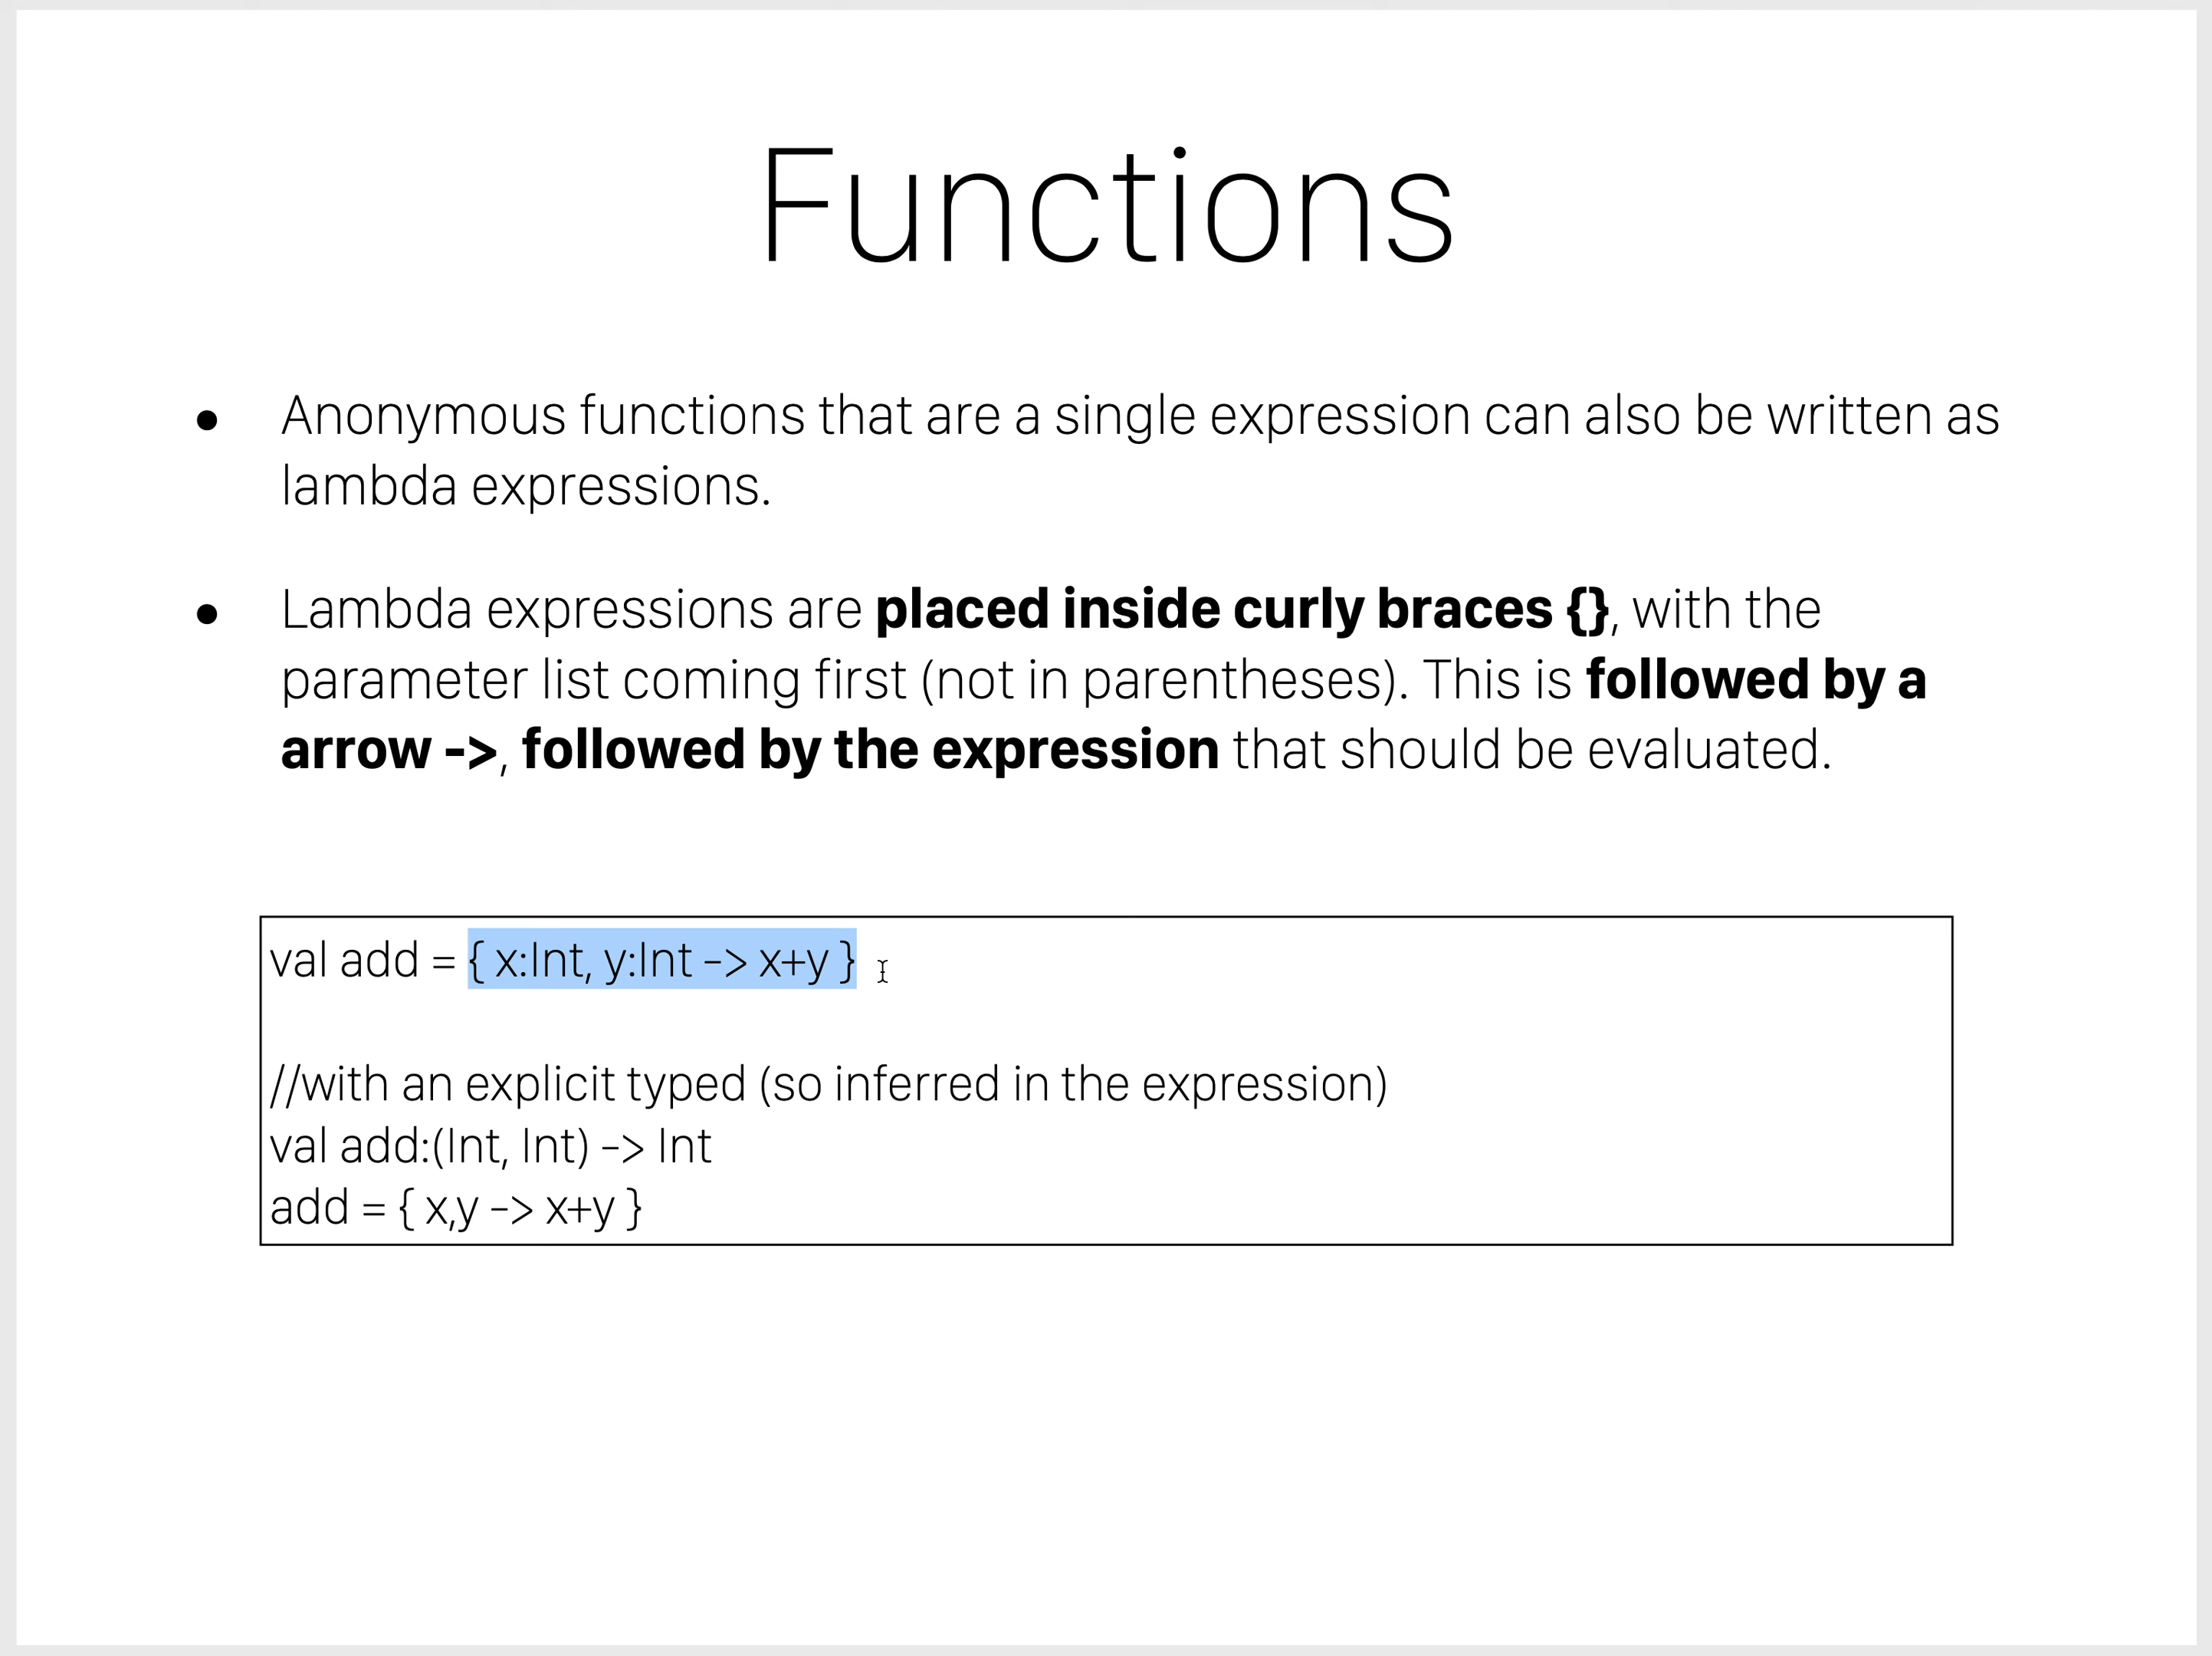 Functions
• Anonymous functions that are a single expression can also be written as
lambda expressions.
• Lambda expressions are placed inside curly braces {}, with the
parameter list coming first (not in parentheses). This is followed by a
arrow ->, followed by the expression that should be evaluated.
val add = { x:Int, y:Int -> x+y }
//with an explicit typed (so inferred in the expression)
val add:(Int, Int) -> Int
add = { x,y -> x+y }